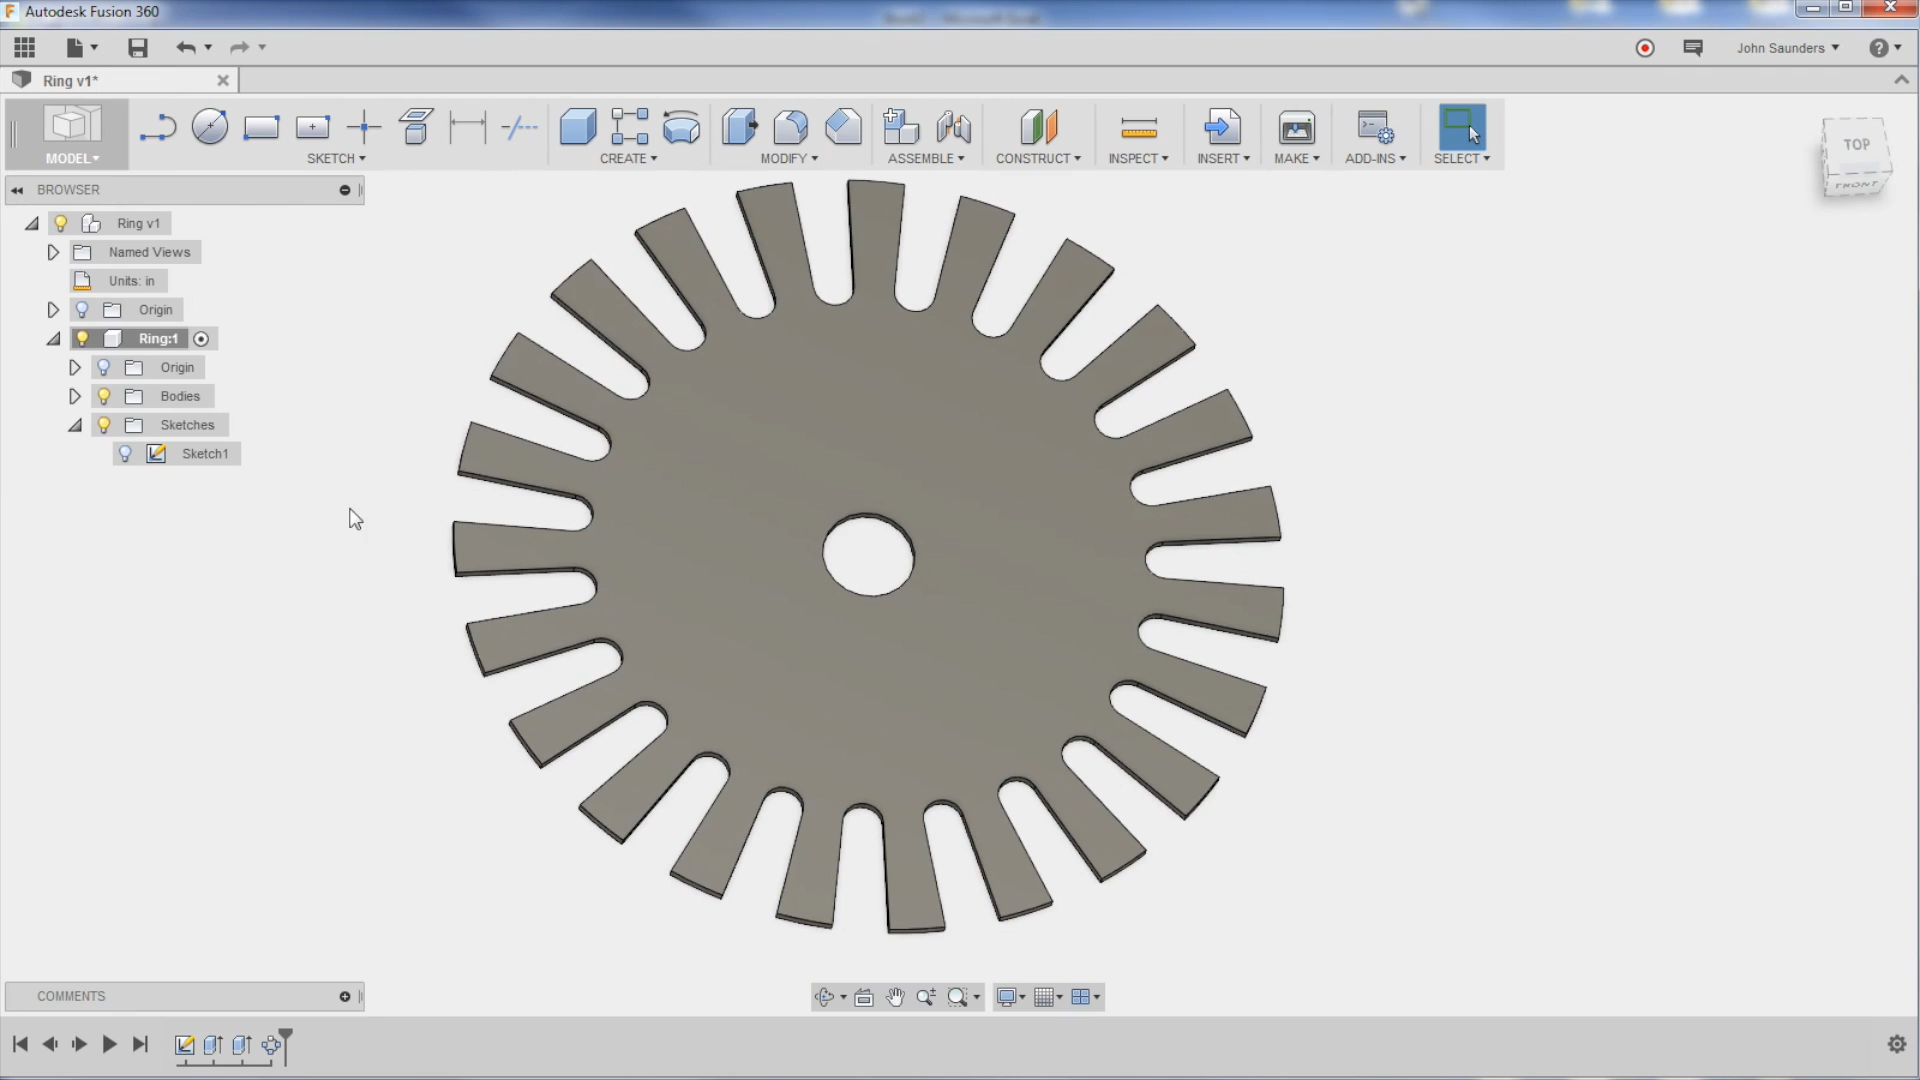 Autodesk Fusion 360
John Saunders
Ring v1*
MODEL
SKETCH
CREATE
MODIFY
ASSEMBLE
CONSTRUCT
INSPECT
INSERT
MAKE
ADD-INS
SELECT
TOP
FRONT
BROWSER
Ring v1
Named Views
Units: in
Origin
Ring:1
Origin
Bodies
Sketches
Sketch1
COMMENTS